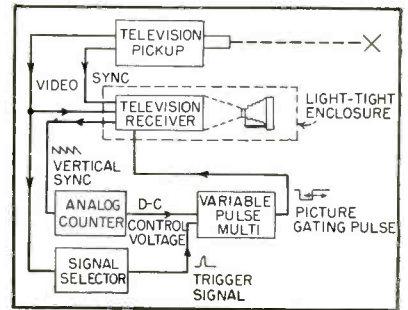 TELEVISION
PICKUP
VIDEO
SYNC
TELEVISION
RECEIVER
LIGHT-TIGHT
ENCLOSURE
VERTICAL
SYNC
ANALOG
COUNTER
D-C
CONTROL
VOLTAGE
VARIABLE
PULSE
MULTI
PICTURE
GATING PULSE
SIGNAL
SELECTOR
TRIGGER
SIGNAL